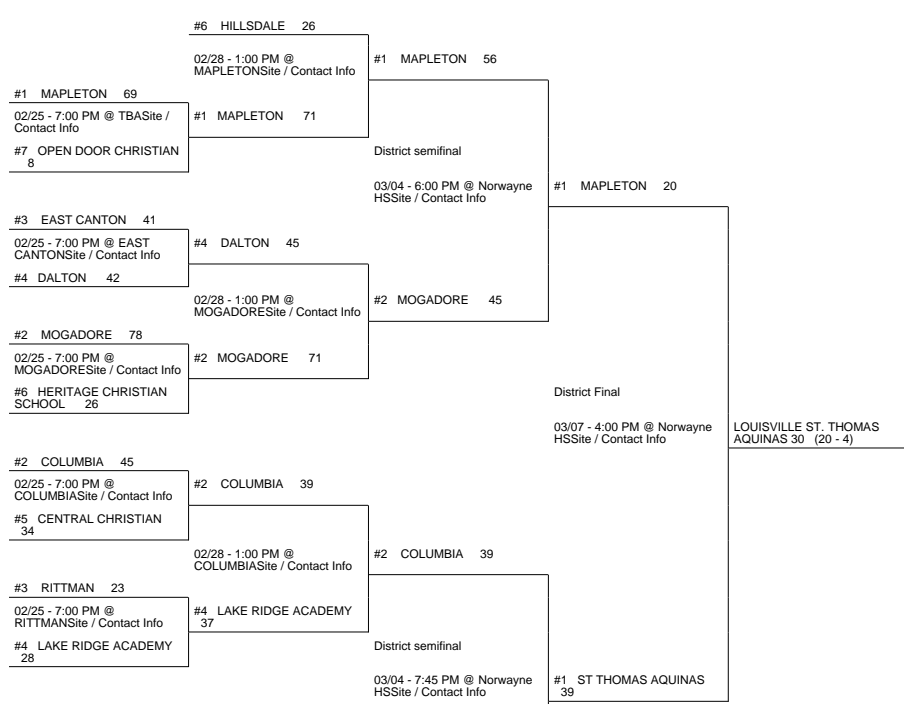 #6 HILLSDALE 26
02/28 - 1:00 PM @
MAPLETONSite / Contact Info
#1 MAPLETON 56
#1 MAPLETON 69
02/25 - 7:00 PM @ TBASite /
Contact Info
#1 MAPLETON 71
#7 OPEN DOOR CHRISTIAN
8
District semifinal
03/04 - 6:00 PM @ Norwayne
HSSite / Contact Info
#1 MAPLETON 20
#3 EAST CANTON 41
02/25 - 7:00 PM @ EAST
CANTONSite / Contact Info
#4 DALTON 45
#4 DALTON 42
02/28 - 1:00 PM @
MOGADORESite / Contact Info
#2 MOGADORE 45
#2 MOGADORE 78
02/25 - 7:00 PM @
MOGADORESite / Contact Info
#2 MOGADORE 71
#6 HERITAGE CHRISTIAN
SCHOOL 26
District Final
03/07 - 4:00 PM @ Norwayne
HSSite / Contact Info
LOUISVILLE ST. THOMAS
AQUINAS 30 (20 - 4)
#2 COLUMBIA 45
02/25 - 7:00 PM @
COLUMBIASite / Contact Info
#2 COLUMBIA 39
#5 CENTRAL CHRISTIAN
34
02/28 - 1:00 PM @
COLUMBIASite / Contact Info
#2 COLUMBIA 39
#3 RITTMAN 23
02/25 - 7:00 PM @
RITTMANSite / Contact Info
#4 LAKE RIDGE ACADEMY
37
#4 LAKE RIDGE ACADEMY
28
District semifinal
03/04 - 7:45 PM @ Norwayne
HSSite / Contact Info
#1 ST THOMAS AQUINAS
39